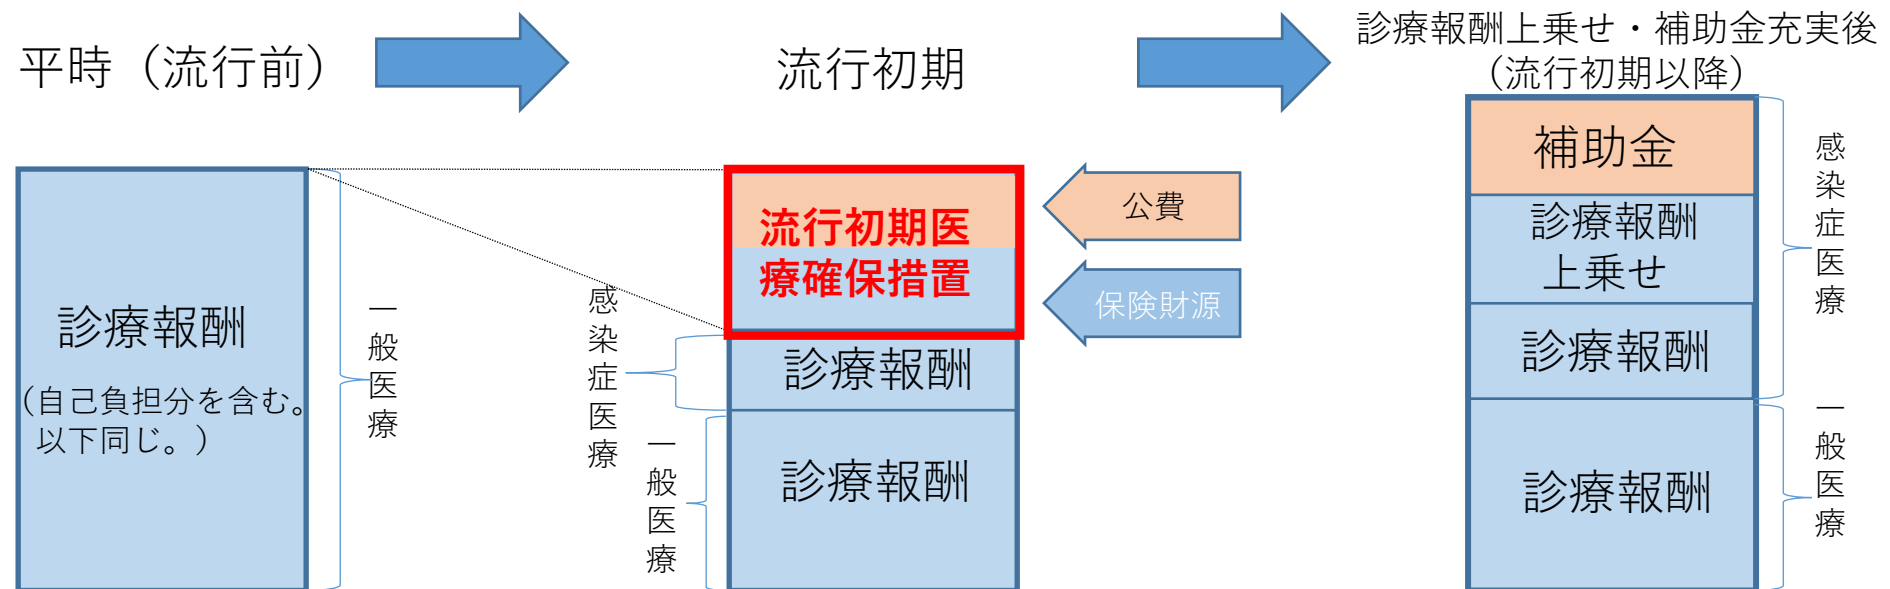 平時（流行前）
流行初期
診療報酬上乗せ・補助金充実後
（流行初期以降）
診療報酬
（自己負担分を含む。
以下同じ。）
一般医療
流行初期医
療確保措置
公費
保険財源
感染症医療
診療報酬
一般医療
診療報酬
補助金
診療報酬
上乗せ
診療報酬
感染症医療
診療報酬
一般医療